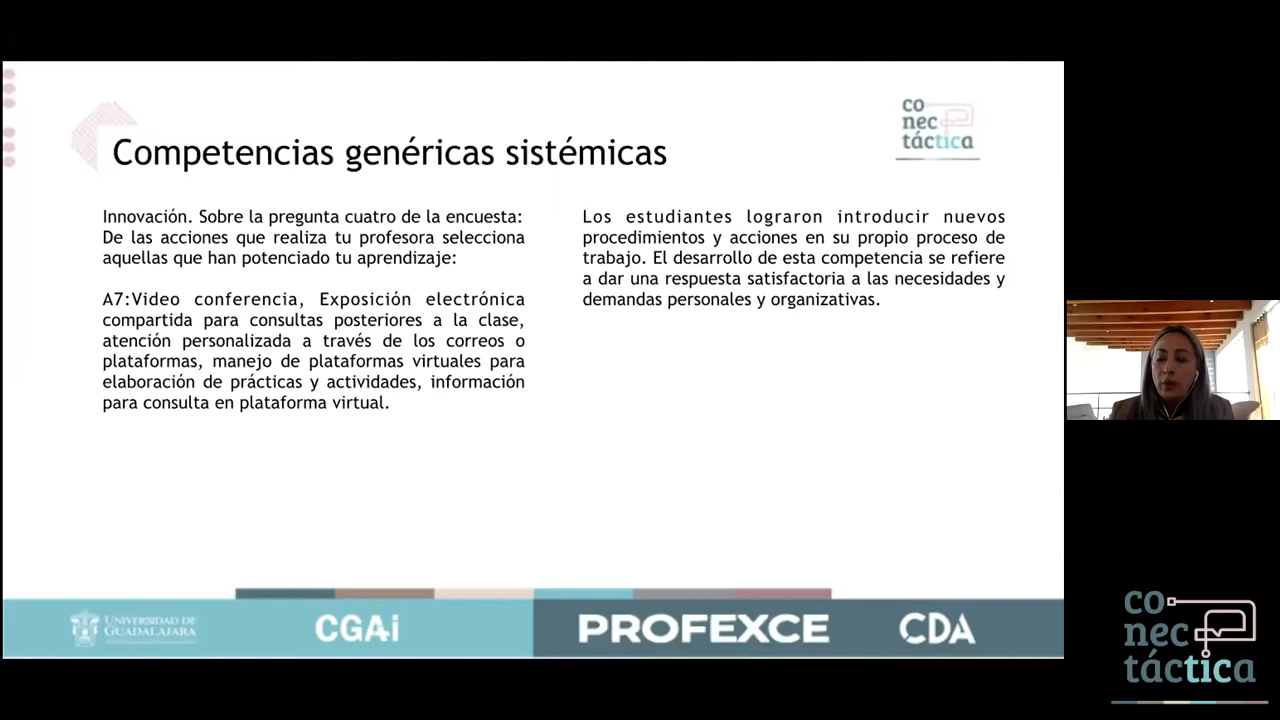 co
nec
táctica
Competencias genéricas sistémicas
Innovación. Sobre la pregunta cuatro de la encuesta:
De las acciones que realiza tu profesora selecciona
aquellas que han potenciado tu aprendizaje:
A7:Video conferencia, Exposición electrónica
compartida para consultas posteriores a la clase,
atención personalizada a través de los correos o
plataformas, manejo de plataformas virtuales para
elaboración de prácticas y actividades, información
para consulta en plataforma virtual.
Los estudiantes lograron introducir nuevos
procedimientos y acciones en su propio proceso de
trabajo. El desarrollo de esta competencia se refiere
a dar una respuesta satisfactoria a las necesidades y
demandas personales y organizativas.
UNIVERSIDAD DE
GUADALAJARA
CGAi
PROFEXCE
CDA
co
nec
táctica